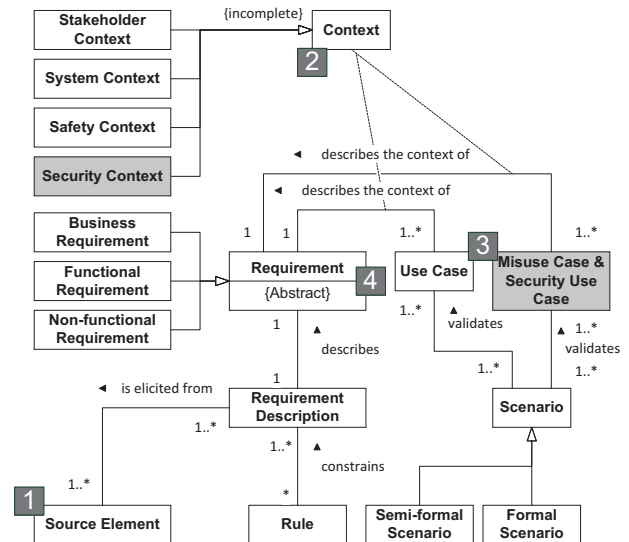 Stakeholder
Context
{incomplete}
Context
2
System Context
Safety Context
Security Context
◄ describes the context of
◄ describes the context of
Business
Requirement
Functional
Requirement
Non-functional
Requirement
1
1
1..*
1..*
Requirement
{Abstract}
4
Use Case
3
Misuse Case &
Security Use
Case
1
▲
describes
1
1..*
▲
validates
1..*
▲ 1..*
validates
1..*
◄ is elicited from
1..*
Requirement
Description
Scenario
1..*
▲
constrains
*
1..*
1
Source Element
Rule
Semi-formal
Scenario
Formal
Scenario